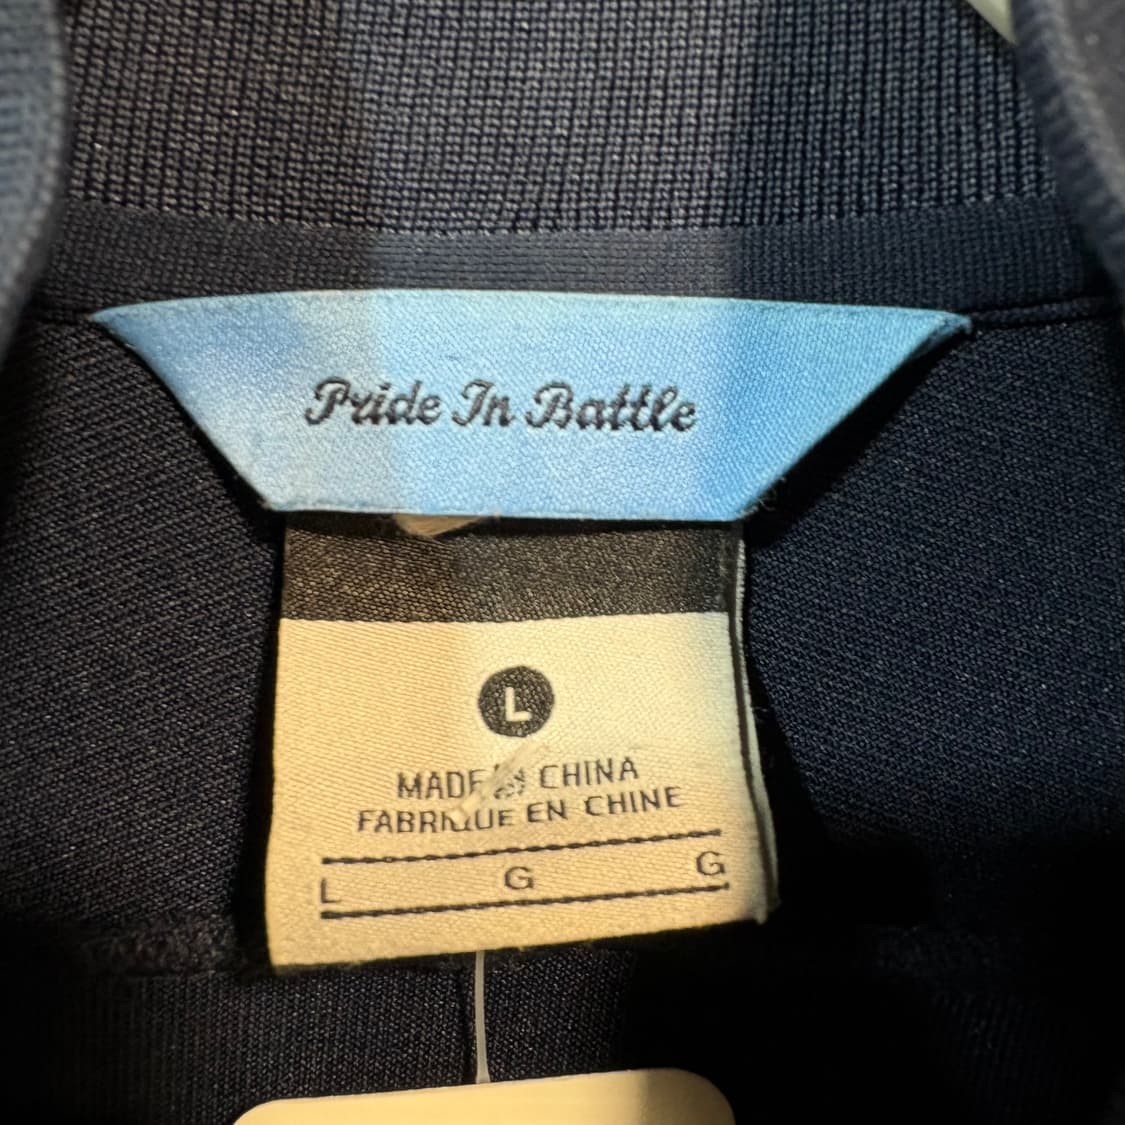 Pride In Battle
L
MADE IN CHINA
FABRIQUE EN CHINE
L G G